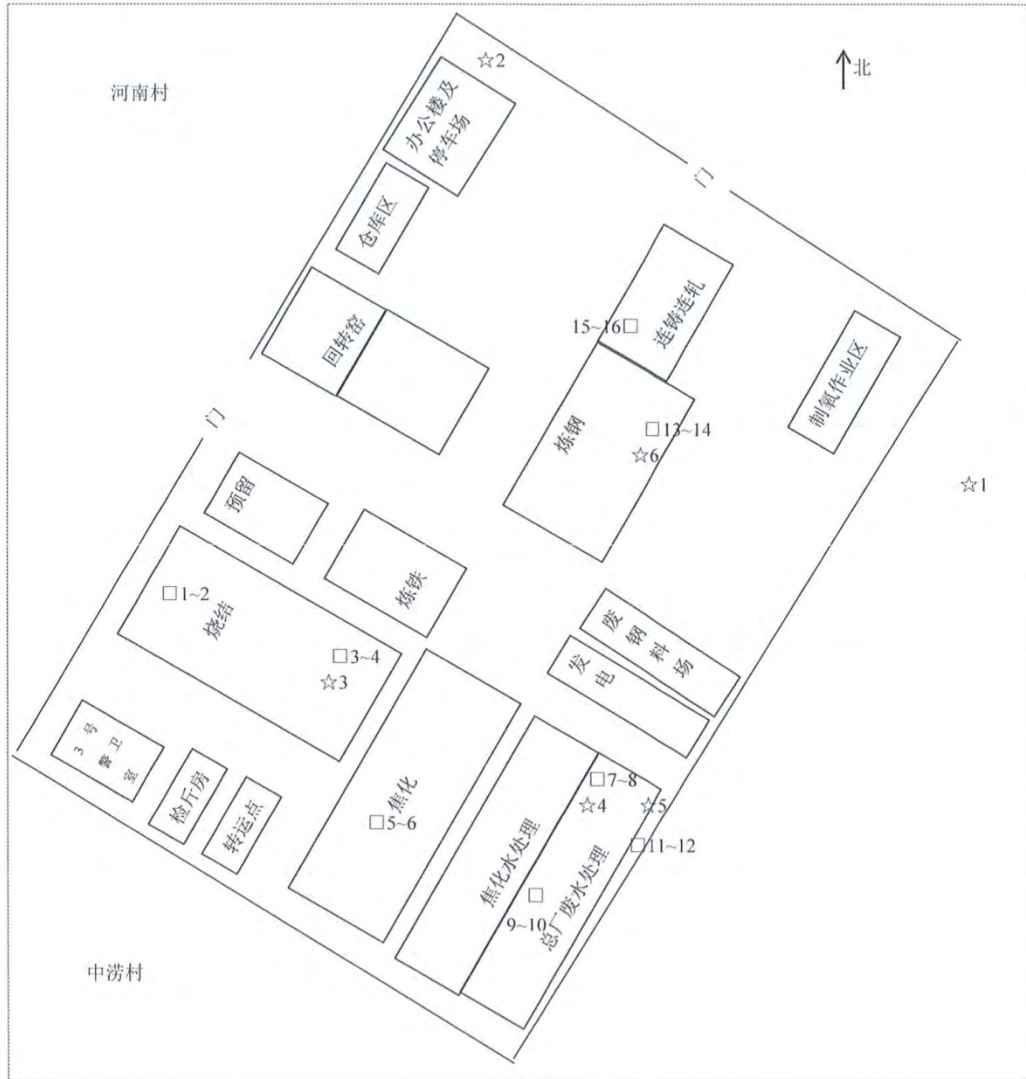 ☆2
北
河南村
办公楼及
停车场
门
仓库区
连铸连轧
15~16□
回转窑
制氧作业区
门
炼钢
□13~14
☆6
☆1
预留
炼铁
□1~2
烧结
□3~4
☆3
废钢料场
发电
3号
警卫
室
检斤房
转运点
焦化
□5~6
焦化水处理
□7~8
☆4
☆5
□11~12
□
9~10
总厂废水处理
中涝村